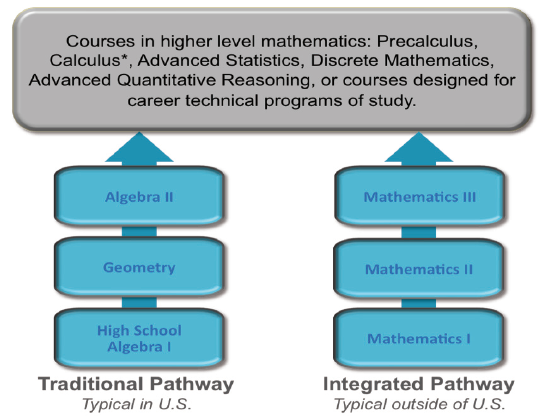 Courses in higher level mathematics: Precalculus,
Calculus*, Advanced Statistics, Discrete Mathematics,
Advanced Quantitative Reasoning, or courses designed for
career technical programs of study.
Algebra II
Geometry
High School
Algebra I
Traditional Pathway
Typical in U.S.
Mathematics III
Mathematics II
Mathematics I
Integrated Pathway
Typical outside of U.S.